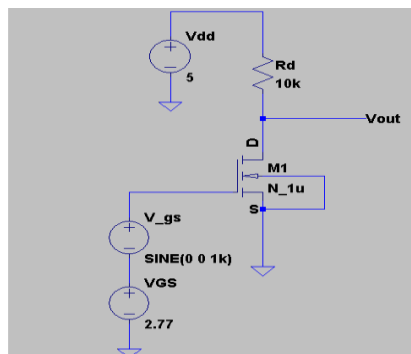 Vdd
5
Rd
10k
Vout
D
M1
N_1u
S
V_gs
SINE(0 0 1k)
VGS
2.77